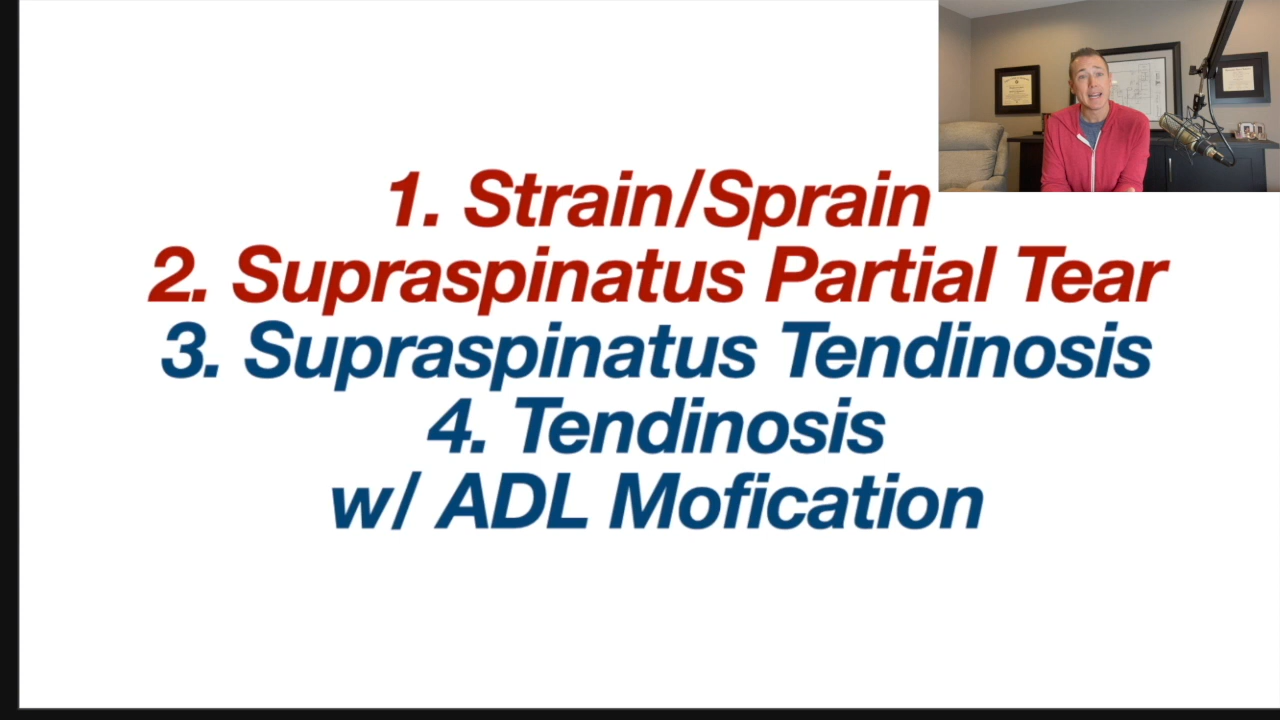 1. Strain/Sprain
2. Supraspinatus Partial Tear
3. Supraspinatus Tendinosis
4. Tendinosis
w/ ADL Mofication